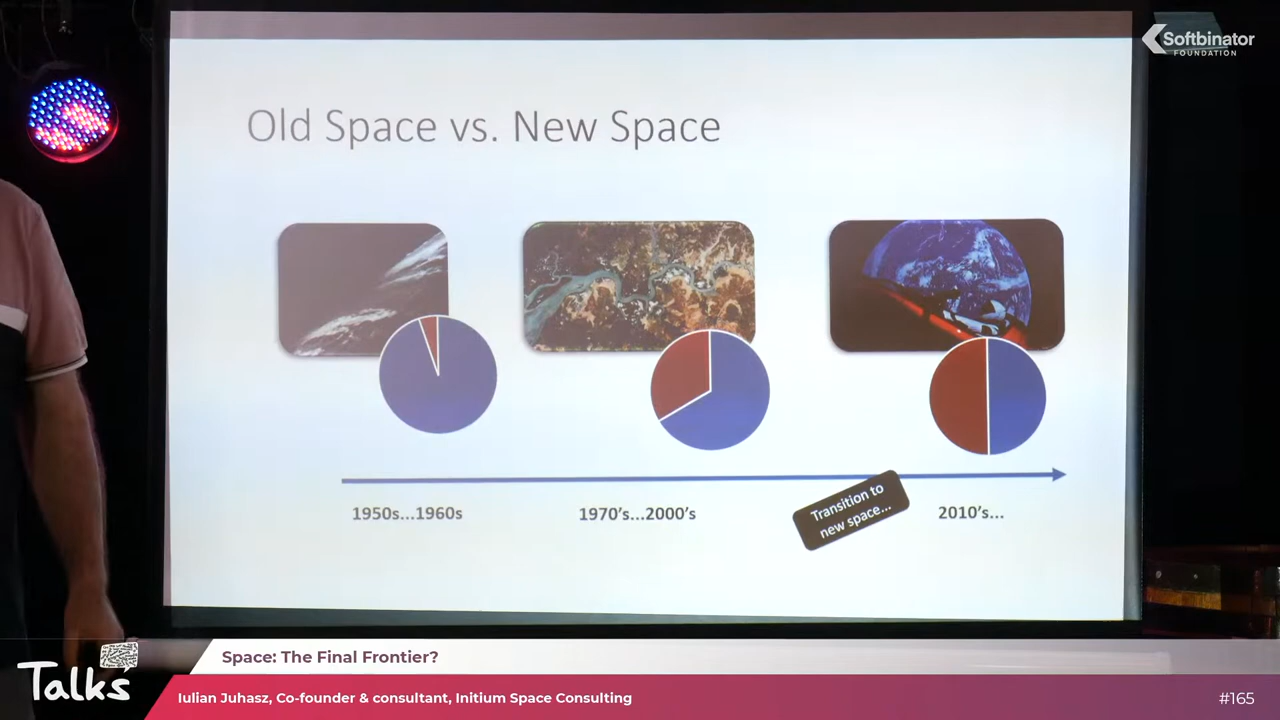 Softbinator
FOUNDATION
Old Space vs. New Space
1950s...1960s
1970's...2000's
Transition to
new space...
2010's...
Talks
Space: The Final Frontier?
Iulian Juhasz, Co-founder & consultant, Initium Space Consulting
#165